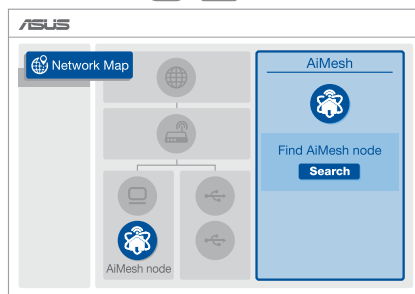 ASUS
Network Map
AiMesh
Find AiMesh node
Search
AiMesh node